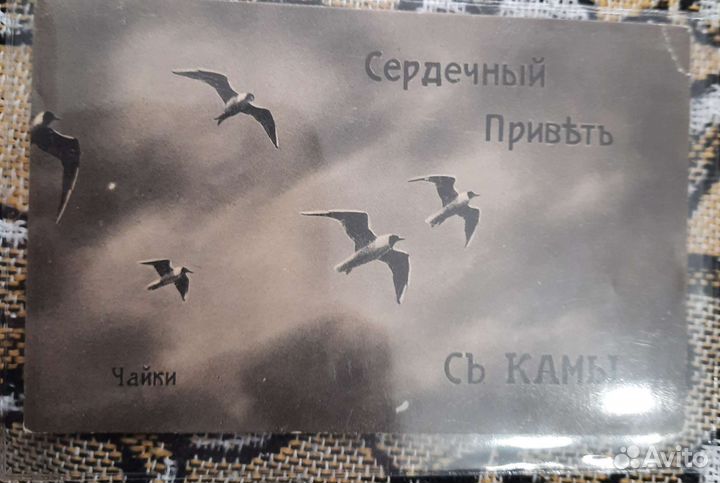 Сердечный
Привѣтъ
Чайки
СЪ КАМЫ
Avito